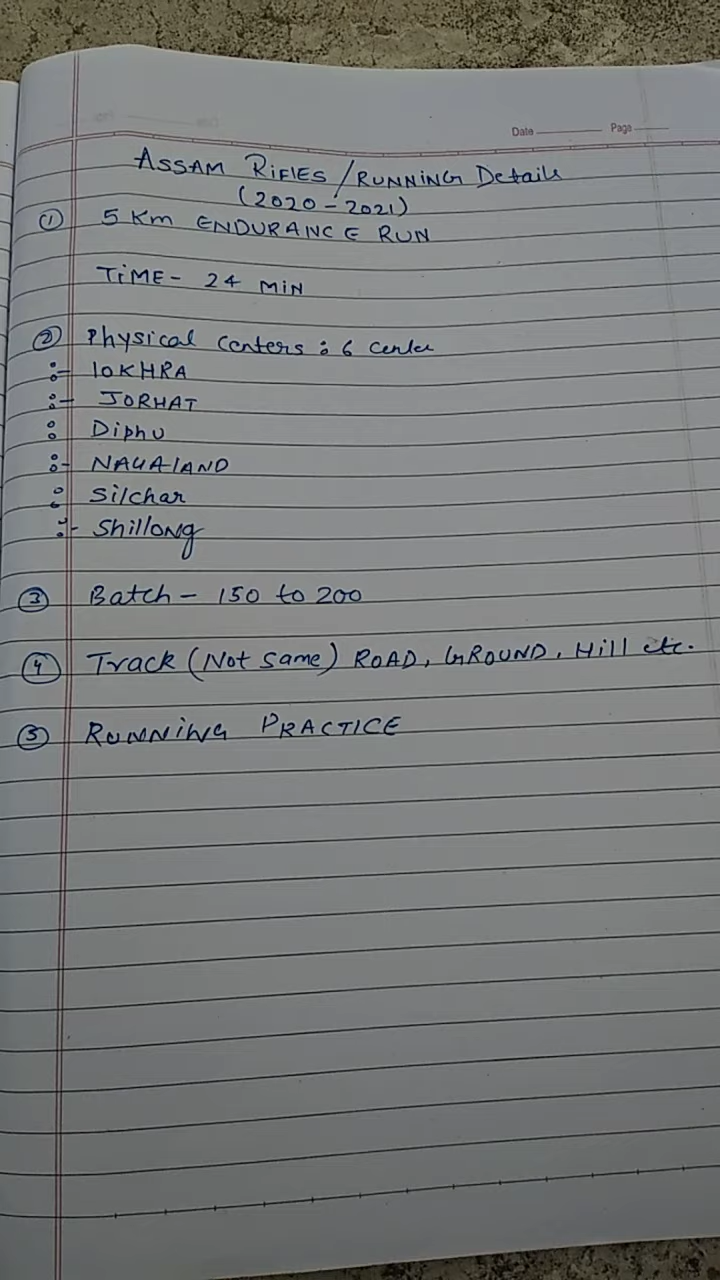 Date Page
ASSAM RIFIES / RUNNING Details
(2020-2021)
① 5 Km ENDURANCE RUN
TIME - 24 MIN
② Physical Centers : 6 Center
:- lOKHRA
:- JORHAT
: Diphu
:- NAGAlAND
: Silchar
:- Shillong
③ Batch - 150 to 200
④ Track (Not Same) ROAD, GROUND, Hill etc.
⑤ RUNNING PRACTICE